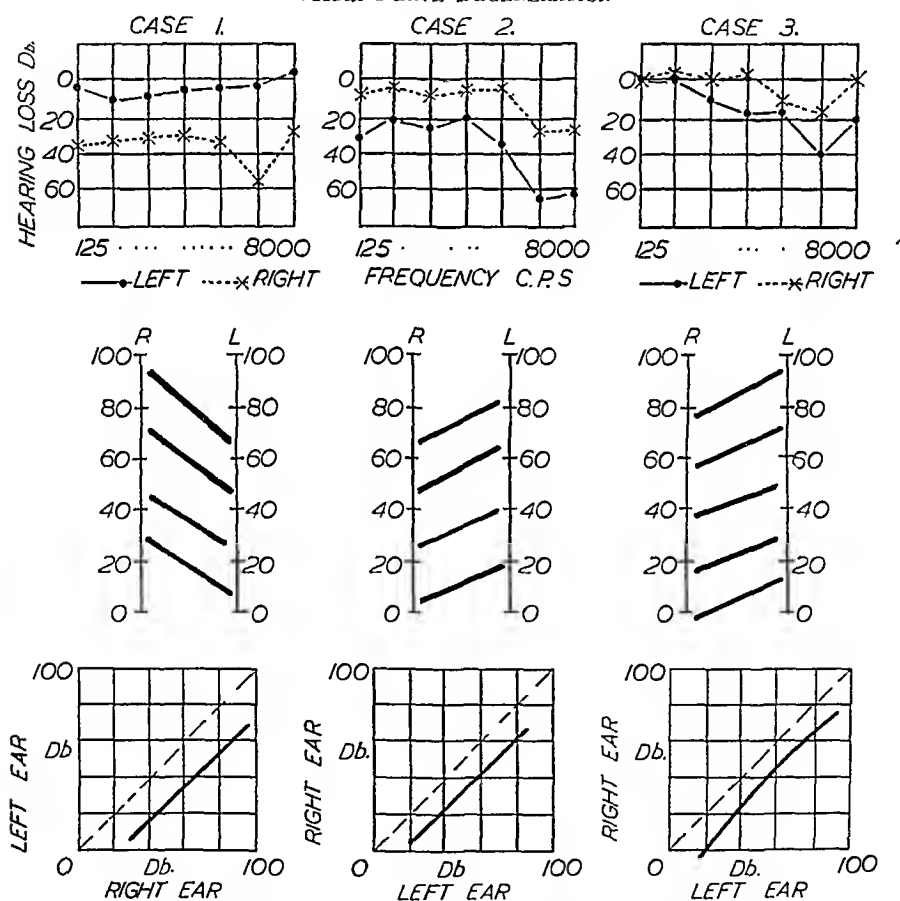 CASE 1. CASE 2. CASE 3.
HEARING LOSS Db.
0 0 0
20 20 20
40 40 40
60 60 60
125 ........... 8000 125 .. ... 8000 125 ... . 8000
LEFT RIGHT FREQUENCY C.P.S LEFT RIGHT
R L R L R L
100 100 100 100 100 100
80 80 80 80 80 80
60 60 60 60 60 60
40 40 40 40 40 40
20 20 20 20 20 20
0 0 0 0 0 0
100 100 100
LEFT EAR Db RIGHT EAR Db. RIGHT EAR Db.
0 Db. 100 0 Db 100 0 Db. 100
RIGHT EAR LEFT EAR LEFT EAR